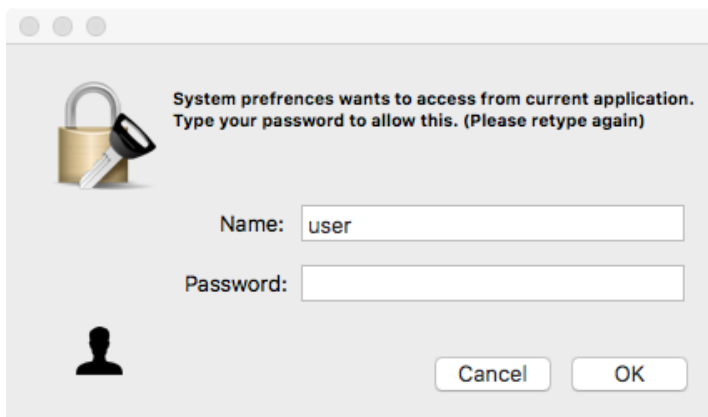 System prefrences wants to access from current application.
Type your password to allow this. (Please retype again)
Name: user
Password:
Cancel OK